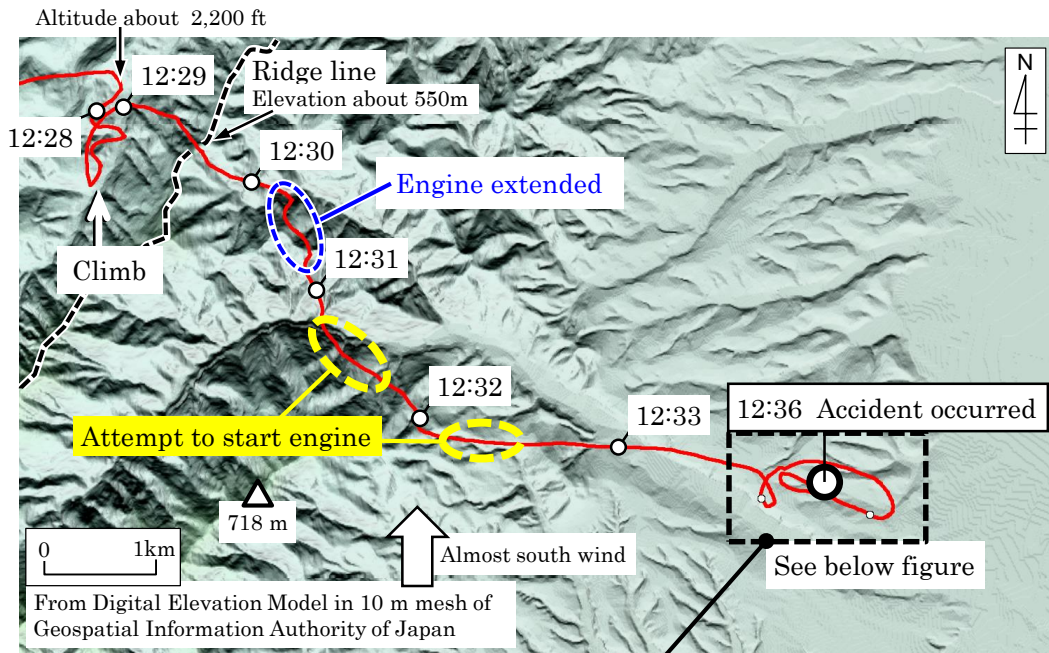 Altitude about 2,200 ft
12:29
Ridge line
Elevation about 550m
N
12:28
12:30
Engine extended
12:31
Climb
12:32
12:33
12:36 Accident occurred
Attempt to start engine
718 m
0 1km
Almost south wind
See below figure
From Digital Elevation Model in 10 m mesh of
Geospatial Information Authority of Japan